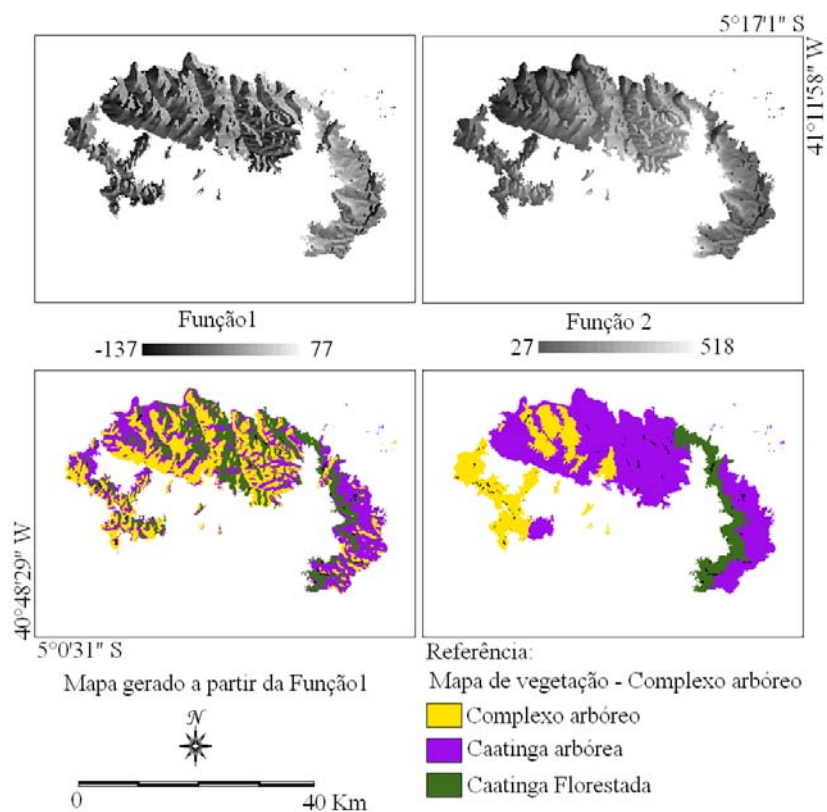 5°17'1" S
41°11'58" W
Função1
-137 77
Função 2
27 518
40°48'29" W
5°0'31" S
Mapa gerado a partir da Função1
N
0 40 Km
Referência:
Mapa de vegetação - Complexo arbóreo
Complexo arbóreo
Caatinga arbórea
Caatinga Florestada